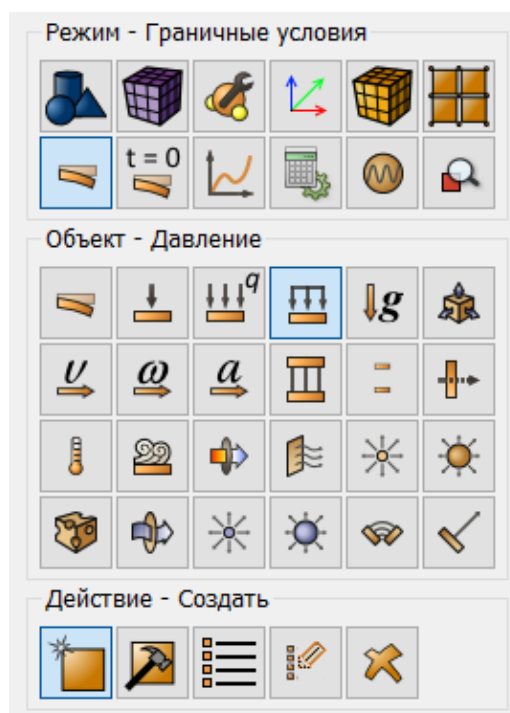 Режим - Граничные условия
t = 0
Объект - Давление
q
g
υ
ω
a
Действие - Создать